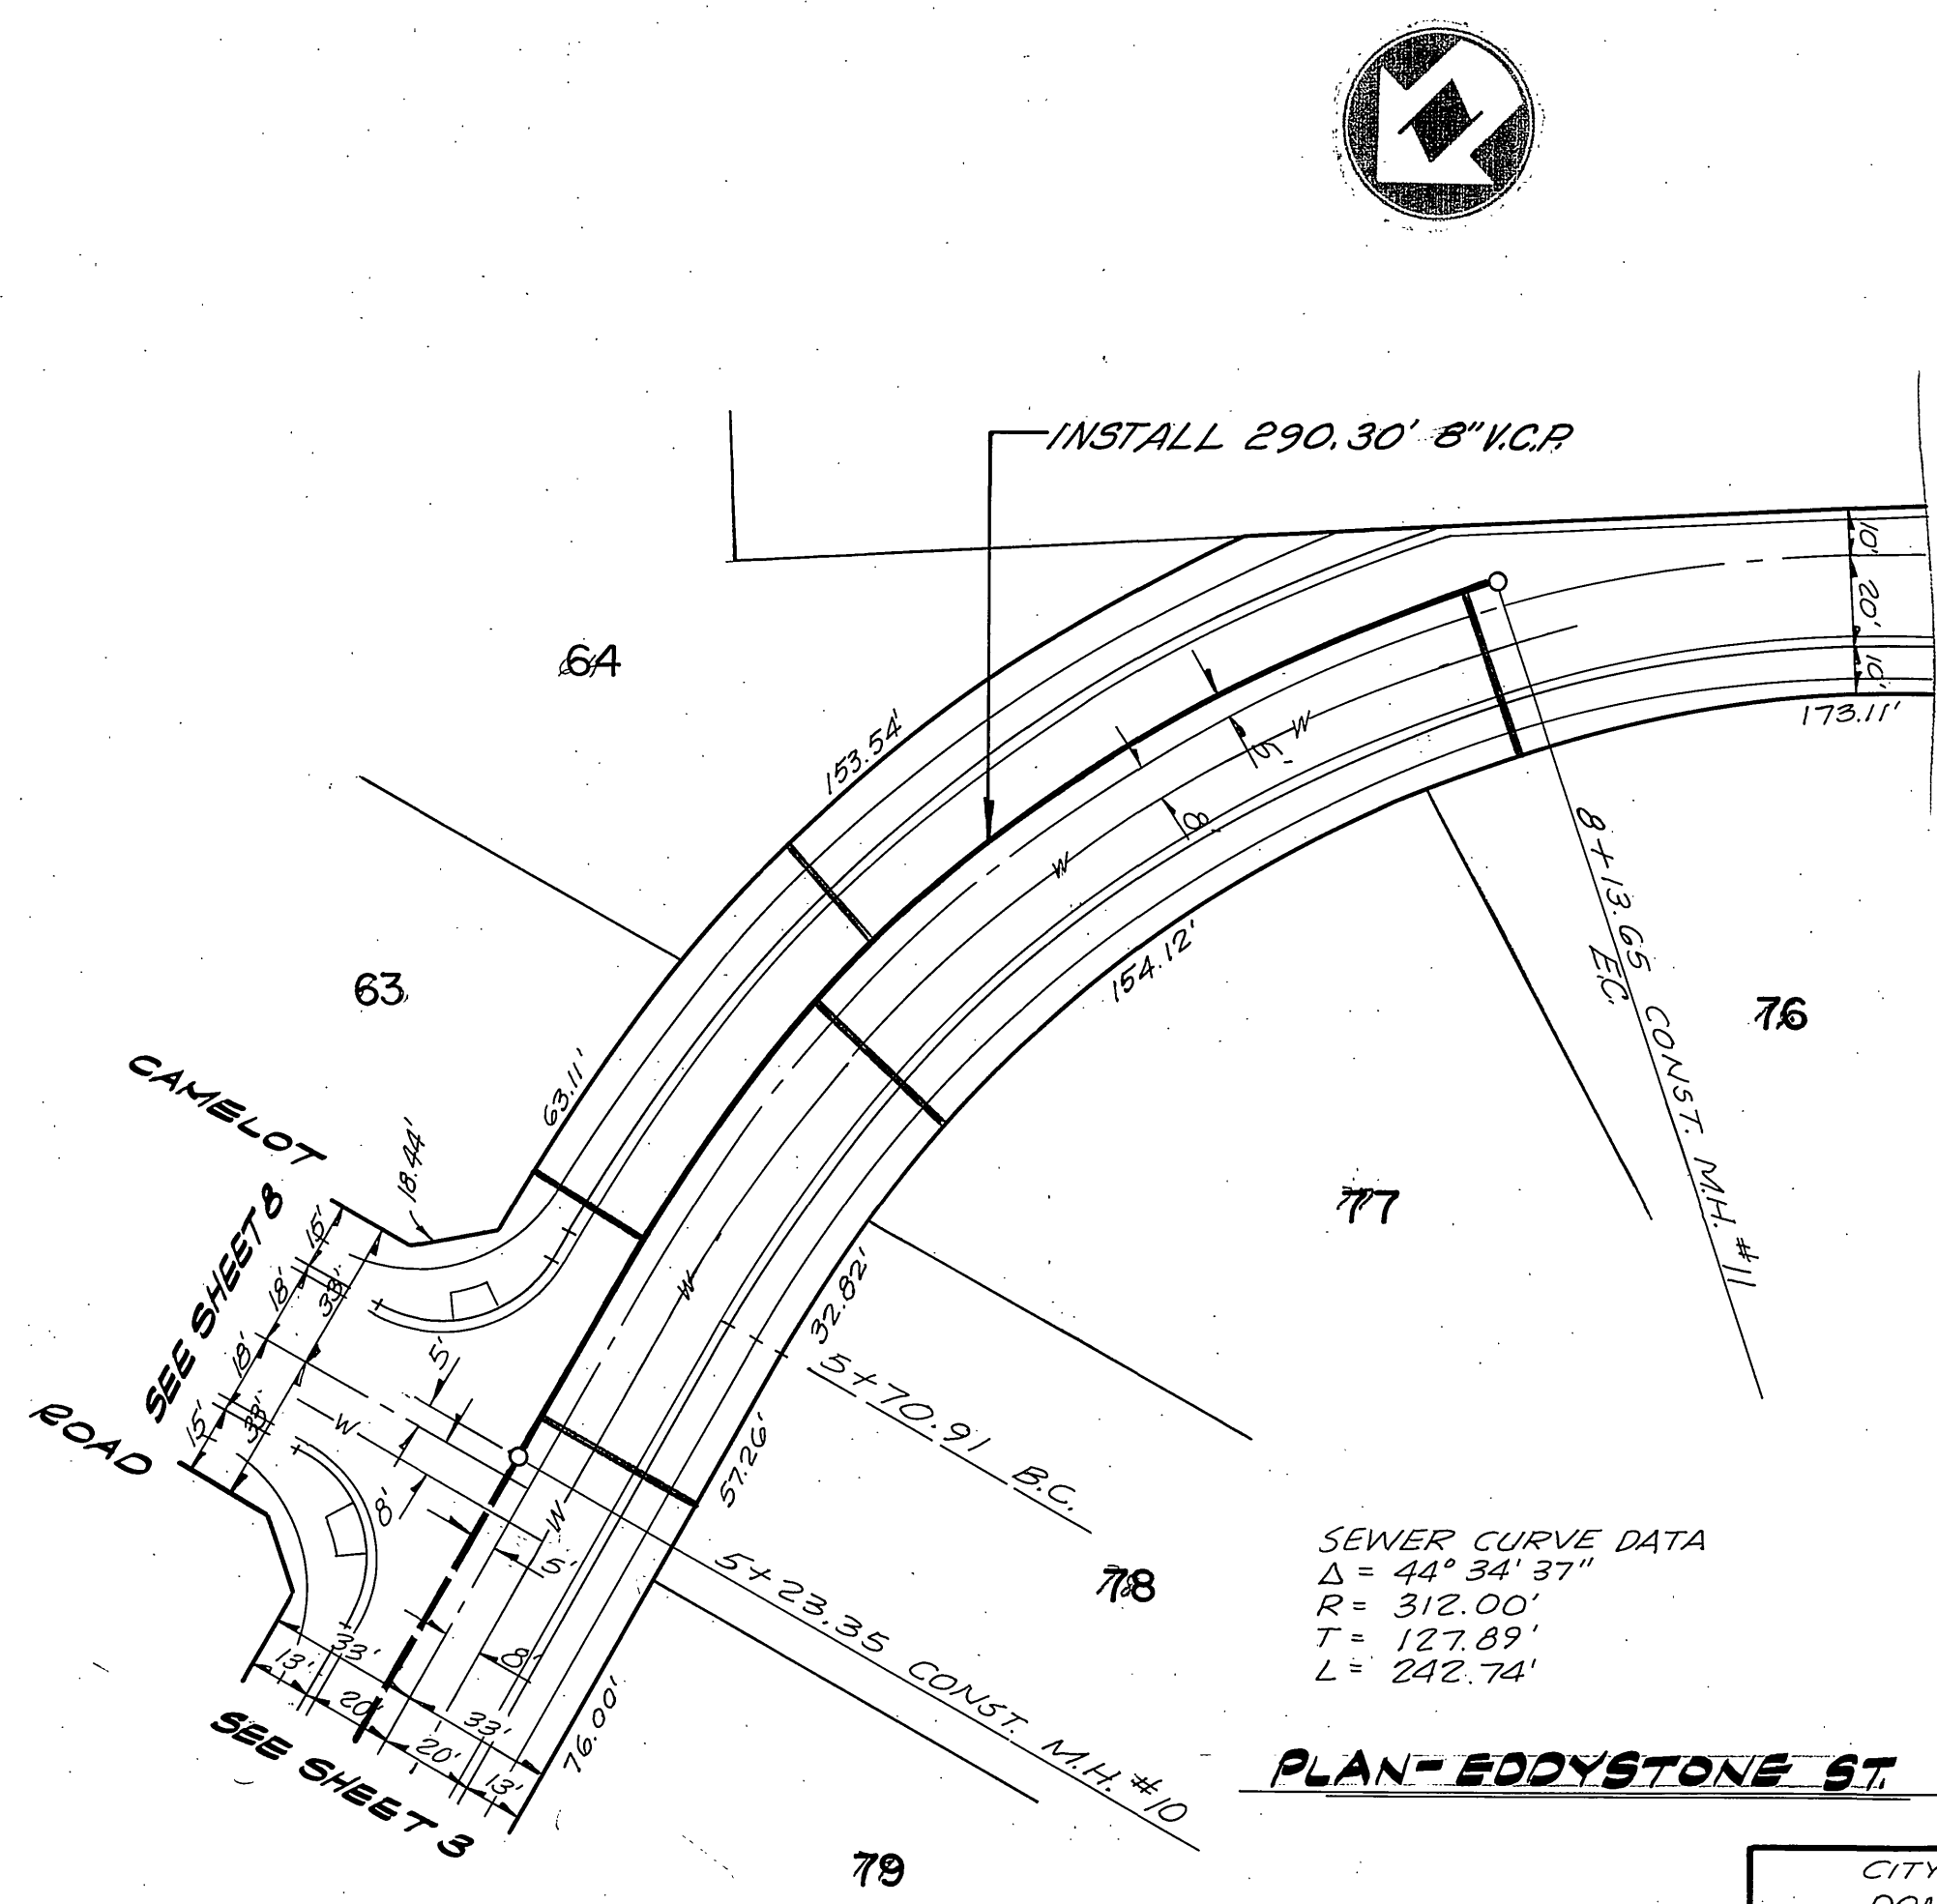 INSTALL 290.30' 8" V.C.P.
10'
20'
10'
173.11'
64
153.54'
W
5'
8'
W
154.12'
8+13.65 CONST. M.H. #11
E.C.
76
63
63.11'
CAMELOT
18.44'
77
SEE SHEET 8
ROAD
15'
18'
33'
18'
33'
15'
5'
W
8'
W
32.82'
5+70.91 B.C.
57.26'
W
5'
78
5+23.35 CONST. M.H. #10
8'
SEWER CURVE DATA
Δ = 44° 34' 37"
R = 312.00'
T = 127.89'
L = 242.74'
33'
13'
20'
33'
20'
13'
76.00'
SEE SHEET 3
PLAN-EDDYSTONE ST.
79
CITY